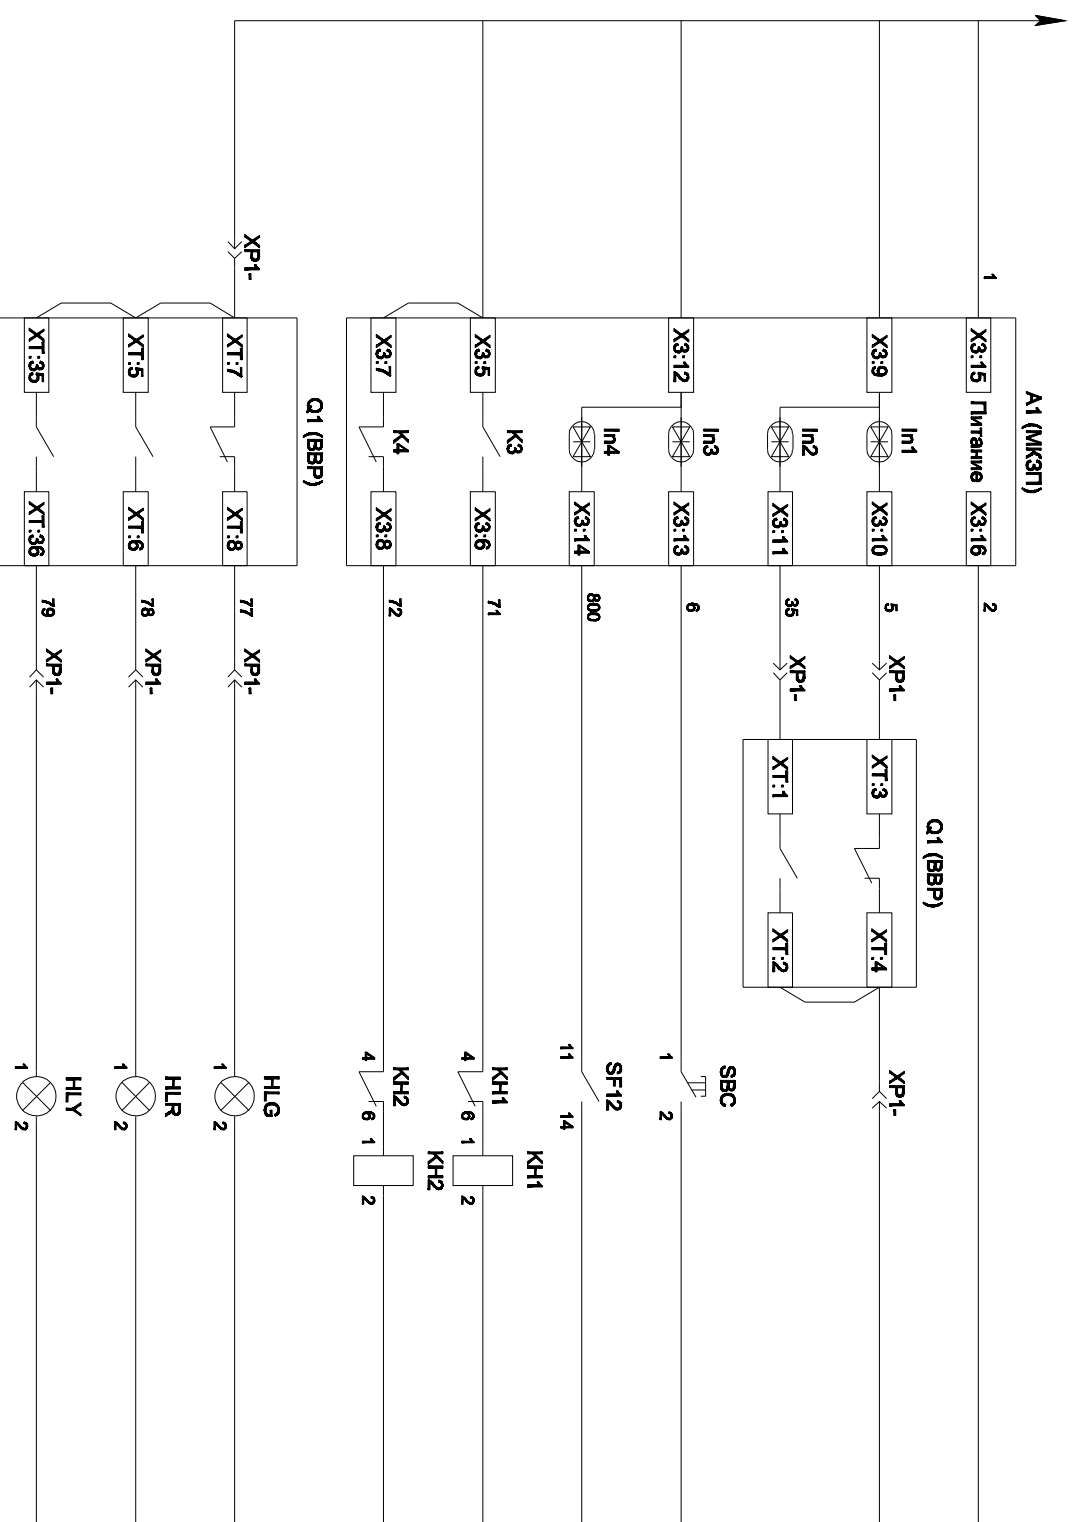 1
A1 (МКЗП)
X3:15
Питание
X3:16
2
X3:9
In1
X3:10
5
XP1-
Q1 (ВВР)
XT:3
XT:4
XP1-
In2
X3:11
35
XP1-
XT:1
XT:2
X3:12
In3
X3:13
6
SBC
1
2
In4
X3:14
800
SF12
11
14
X3:5
K3
X3:6
71
KH1
4
6
KH1
1
2
X3:7
K4
X3:8
72
KH2
4
6
KH2
1
2
XP1-
Q1 (ВВР)
XT:7
XT:8
77
XP1-
HLG
1
2
XT:5
XT:6
78
XP1-
HLR
1
2
XT:35
XT:36
79
XP1-
HLY
1
2